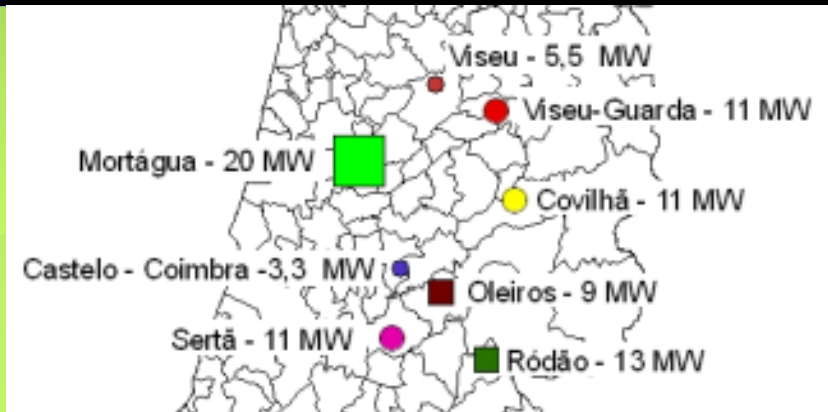 Viseu - 5,5 MW
Viseu-Guarda - 11 MW
Mortágua - 20 MW
Covilhã - 11 MW
Castelo - Coimbra -3,3 MW
Oleiros - 9 MW
Sertã - 11 MW
Ródão - 13 MW